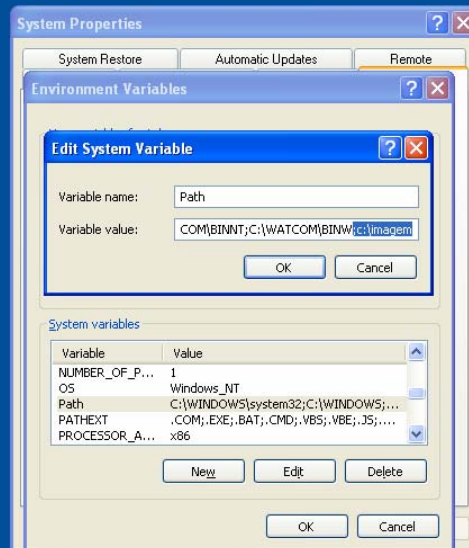 System Properties
System Restore Automatic Updates Remote
Environment Variables
Edit System Variable
Variable name: Path
Variable value: COM\BINNT;C:\WATCOM\BINW;c:\imagem
OK Cancel
System variables
Variable Value
NUMBER_OF_P... 1
OS Windows_NT
Path C:\WINDOWS\system32;C:\WINDOWS;...
PATHEXT .COM;.EXE;.BAT;.CMD;.VBS;.VBE;.JS;....
PROCESSOR_A... x86
New Edit Delete
OK Cancel